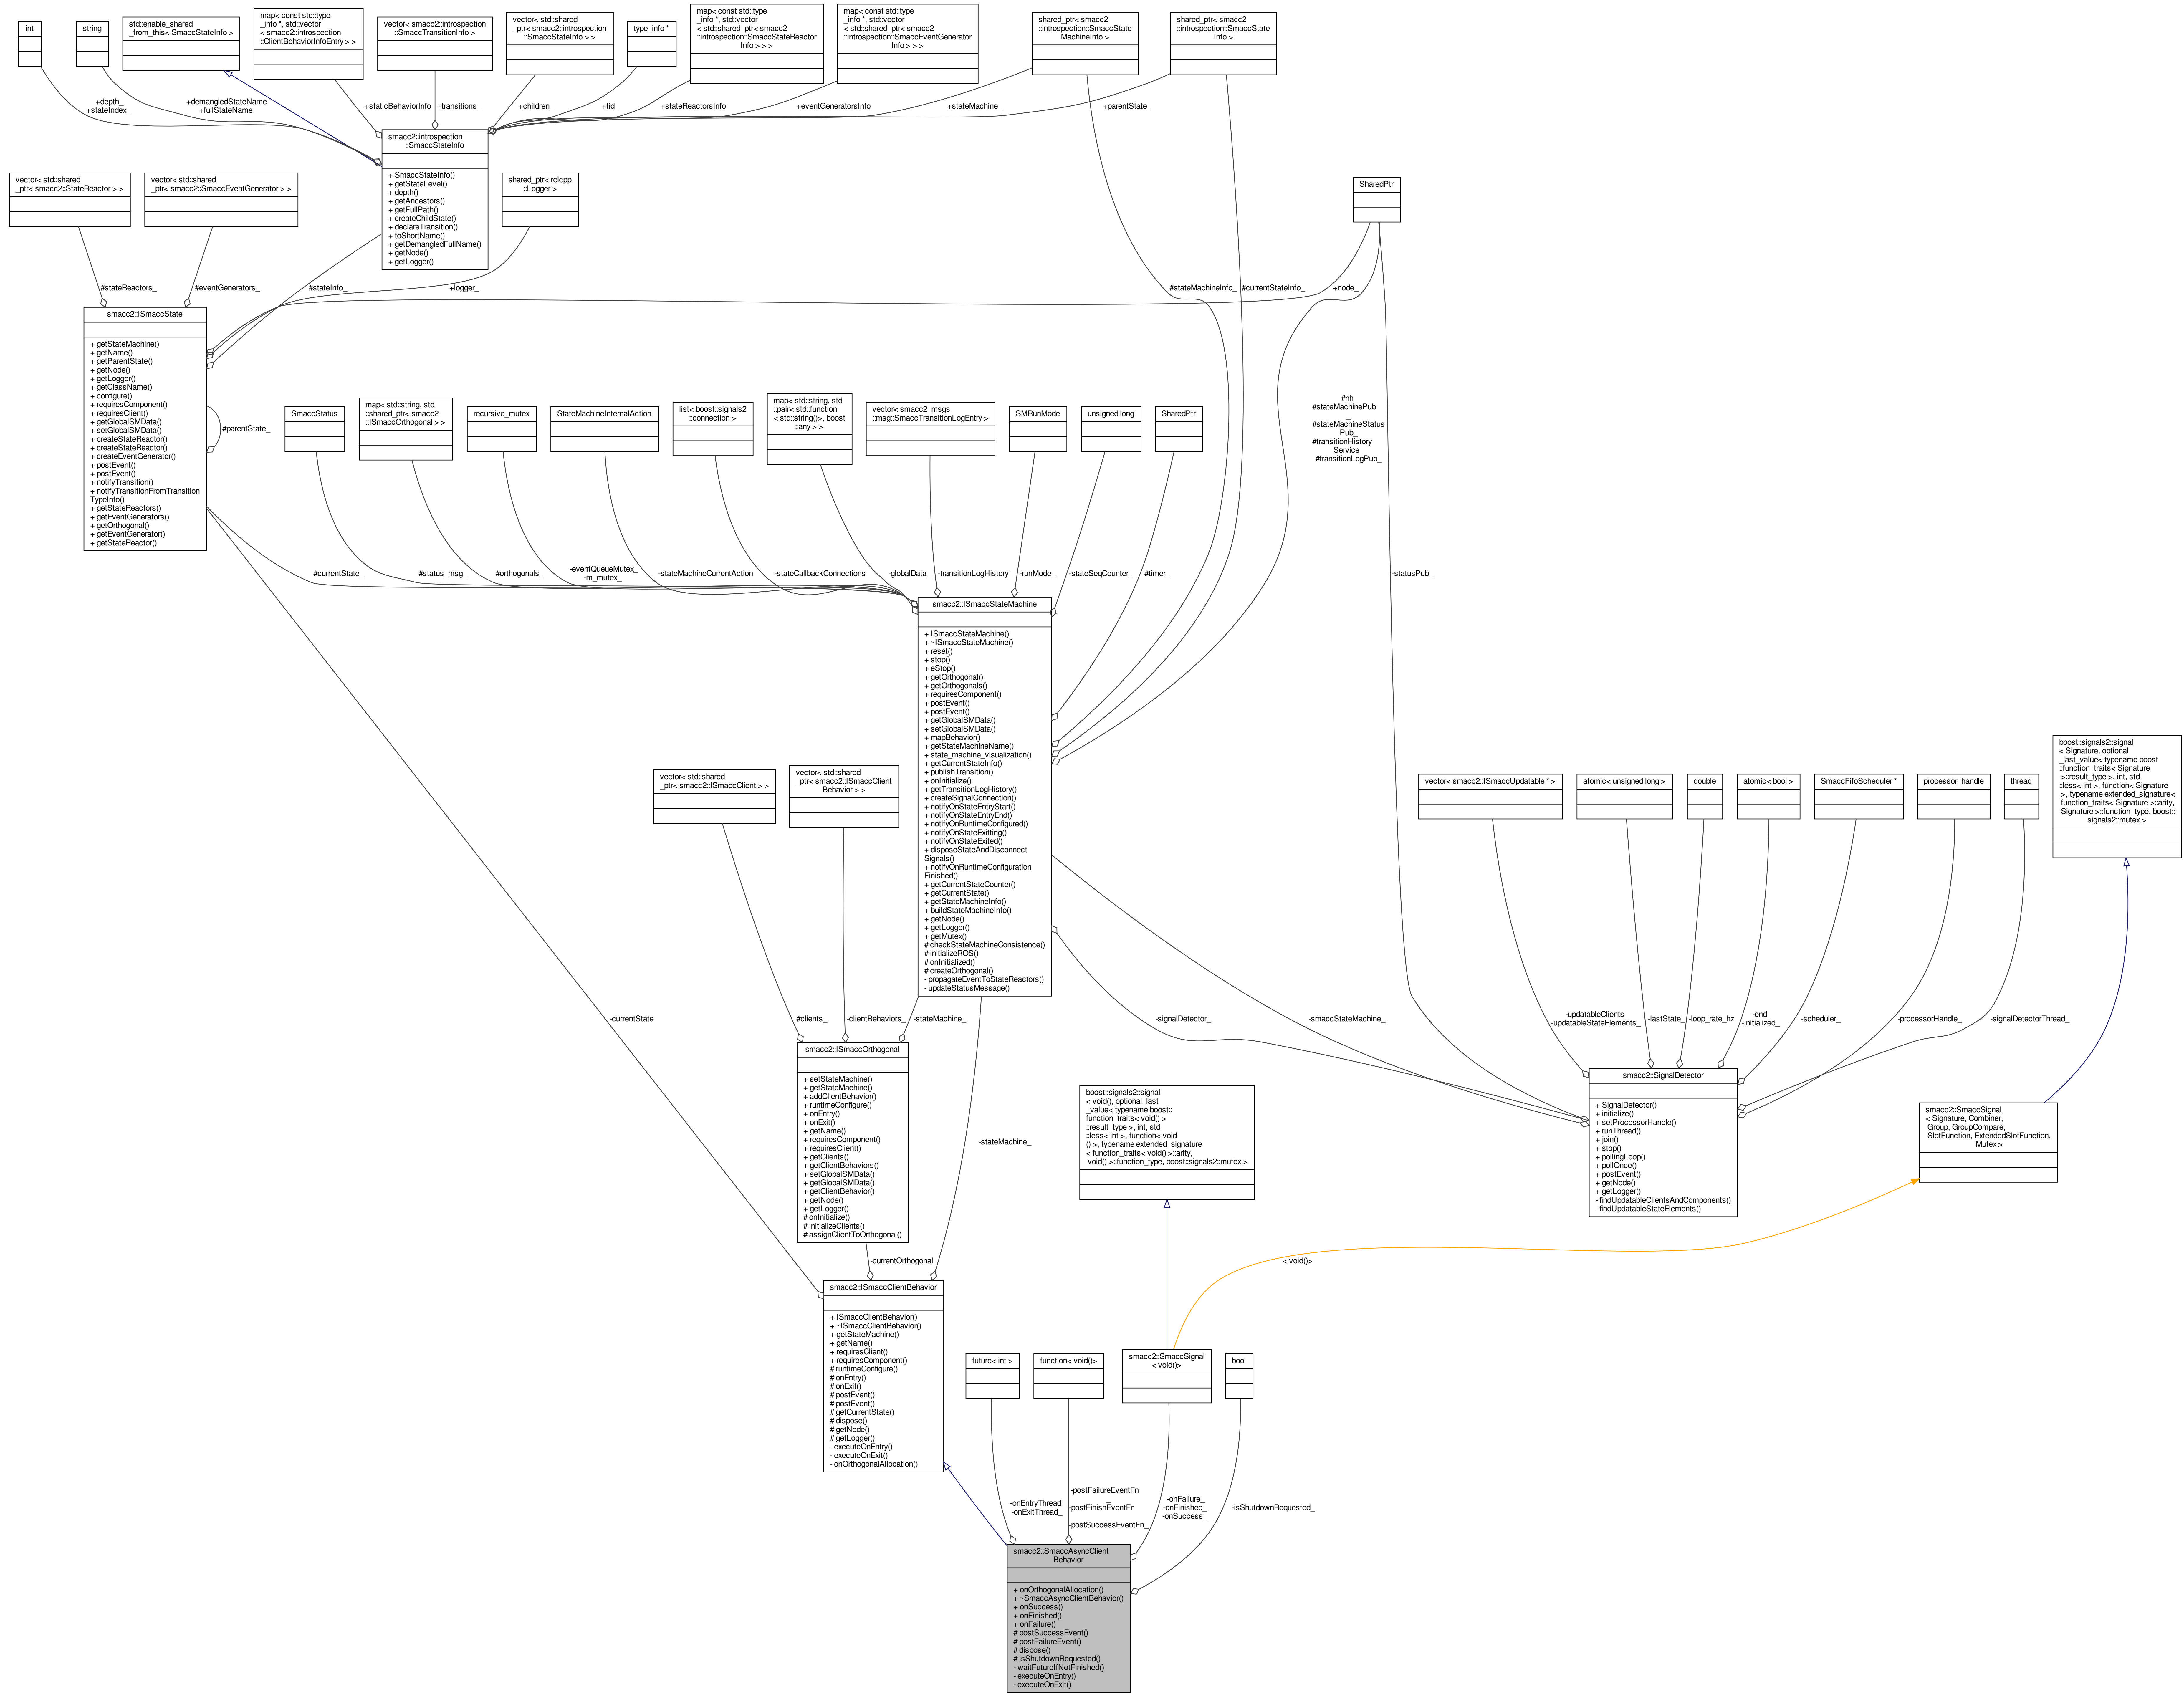 int
string
std::enable_shared
_from_this< SmaccStateInfo >
map< const std::type
_info *, std::vector
< smacc2::introspection
::ClientBehaviorInfoEntry > >
vector< smacc2::introspection
::SmaccTransitionInfo >
vector< std::shared
_ptr< smacc2::introspection
::SmaccStateInfo > >
type_info *
map< const std::type
_info *, std::vector
< std::shared_ptr< smacc2
::introspection::SmaccStateReactor
Info > > >
map< const std::type
_info *, std::vector
< std::shared_ptr< smacc2
::introspection::SmaccEventGenerator
Info > > >
shared_ptr< smacc2
::introspection::SmaccState
MachineInfo >
shared_ptr< smacc2
::introspection::SmaccState
Info >
+depth_
+stateIndex_
+demangledStateName
+fullStateName
+staticBehaviorInfo
+transitions_
+children_
+tid_
+stateReactorsInfo
+eventGeneratorsInfo
+stateMachine_
+parentState_
smacc2::introspection
::SmaccStateInfo
+ SmaccStateInfo()
+ getStateLevel()
+ depth()
+ getAncestors()
+ getFullPath()
+ createChildState()
+ declareTransition()
+ toShortName()
+ getDemangledFullName()
+ getNode()
+ getLogger()
vector< std::shared
_ptr< smacc2::StateReactor > >
vector< std::shared
_ptr< smacc2::SmaccEventGenerator > >
shared_ptr< rclcpp
::Logger >
SharedPtr
#stateReactors_
#eventGenerators_
#stateInfo_
+logger_
#stateMachineInfo_
#currentStateInfo_
+node_
smacc2::ISmaccState
+ getStateMachine()
+ getName()
+ getParentState()
+ getNode()
+ getLogger()
+ getClassName()
+ configure()
+ requiresComponent()
+ requiresClient()
+ getGlobalSMData()
+ setGlobalSMData()
+ createStateReactor()
+ createStateReactor()
+ createEventGenerator()
+ postEvent()
+ postEvent()
+ notifyTransition()
+ notifyTransitionFromTransition
TypeInfo()
+ getStateReactors()
+ getEventGenerators()
+ getOrthogonal()
+ getEventGenerator()
+ getStateReactor()
#parentState_
SmaccStatus
map< std::string, std
::shared_ptr< smacc2
::ISmaccOrthogonal > >
recursive_mutex
StateMachineInternalAction
list< boost::signals2
::connection >
map< std::string, std
::pair< std::function
< std::string()>, boost
::any > >
vector< smacc2_msgs
::msg::SmaccTransitionLogEntry >
SMRunMode
unsigned long
SharedPtr
#nh_
#stateMachinePub
_
#stateMachineStatus
Pub_
#transitionHistory
Service_
#transitionLogPub_
#currentState_
#status_msg_
#orthogonals_
-eventQueueMutex_
-m_mutex_
-stateMachineCurrentAction
-stateCallbackConnections
-globalData_
-transitionLogHistory_
-runMode_
-stateSeqCounter_
#timer_
-statusPub_
smacc2::ISmaccStateMachine
+ ISmaccStateMachine()
+ ~ISmaccStateMachine()
+ reset()
+ stop()
+ eStop()
+ getOrthogonal()
+ getOrthogonals()
+ requiresComponent()
+ postEvent()
+ postEvent()
+ getGlobalSMData()
+ setGlobalSMData()
+ mapBehavior()
+ getStateMachineName()
+ state_machine_visualization()
+ getCurrentStateInfo()
+ publishTransition()
+ onInitialize()
+ getTransitionLogHistory()
+ createSignalConnection()
+ notifyOnStateEntryStart()
+ notifyOnStateEntryEnd()
+ notifyOnRuntimeConfigured()
+ notifyOnStateExitting()
+ notifyOnStateExited()
+ disposeStateAndDisconnect
Signals()
+ notifyOnRuntimeConfiguration
Finished()
+ getCurrentStateCounter()
+ getCurrentState()
+ getStateMachineInfo()
+ buildStateMachineInfo()
+ getNode()
+ getLogger()
+ getMutex()
# checkStateMachineConsistence()
# initializeROS()
# onInitialized()
# createOrthogonal()
- propagateEventToStateReactors()
- updateStatusMessage()
vector< std::shared
_ptr< smacc2::ISmaccClient > >
vector< std::shared
_ptr< smacc2::ISmaccClient
Behavior > >
vector< smacc2::ISmaccUpdatable * >
atomic< unsigned long >
double
atomic< bool >
SmaccFifoScheduler *
processor_handle
thread
boost::signals2::signal
< Signature, optional
_last_value< typename boost
::function_traits< Signature
>::result_type >, int, std
::less< int >, function< Signature
>, typename extended_signature<
function_traits< Signature >::arity,
Signature >::function_type, boost::
signals2::mutex >
-currentState
#clients_
-clientBehaviors_
-stateMachine_
-signalDetector_
-smaccStateMachine_
-updatableClients_
-updatableStateElements_
-lastState_
-loop_rate_hz
-end_
-initialized_
-scheduler_
-processorHandle_
-signalDetectorThread_
smacc2::ISmaccOrthogonal
+ setStateMachine()
+ getStateMachine()
+ addClientBehavior()
+ runtimeConfigure()
+ onEntry()
+ onExit()
+ getName()
+ requiresComponent()
+ requiresClient()
+ getClients()
+ getClientBehaviors()
+ setGlobalSMData()
+ getGlobalSMData()
+ getClientBehavior()
+ getNode()
+ getLogger()
# onInitialize()
# initializeClients()
# assignClientToOrthogonal()
-stateMachine_
boost::signals2::signal
< void(), optional_last
_value< typename boost::
function_traits< void() >
::result_type >, int, std
::less< int >, function< void
() >, typename extended_signature
< function_traits< void() >::arity,
void() >::function_type, boost::signals2::mutex >
smacc2::SignalDetector
+ SignalDetector()
+ initialize()
+ setProcessorHandle()
+ runThread()
+ join()
+ stop()
+ pollingLoop()
+ pollOnce()
+ postEvent()
+ getNode()
+ getLogger()
- findUpdatableClientsAndComponents()
- findUpdatableStateElements()
smacc2::SmaccSignal
< Signature, Combiner,
Group, GroupCompare,
SlotFunction, ExtendedSlotFunction,
Mutex >
-currentOrthogonal
< void()>
smacc2::ISmaccClientBehavior
+ ISmaccClientBehavior()
+ ~ISmaccClientBehavior()
+ getStateMachine()
+ getName()
+ requiresClient()
+ requiresComponent()
# runtimeConfigure()
# onEntry()
# onExit()
# postEvent()
# postEvent()
# getCurrentState()
# dispose()
# getNode()
# getLogger()
- executeOnEntry()
- executeOnExit()
- onOrthogonalAllocation()
future< int >
function< void()>
smacc2::SmaccSignal
< void()>
bool
-onEntryThread_
-onExitThread_
-postFailureEventFn
_
-postFinishEventFn
_
-postSuccessEventFn_
-onFailure_
-onFinished_
-onSuccess_
-isShutdownRequested_
smacc2::SmaccAsyncClient
Behavior
+ onOrthogonalAllocation()
+ ~SmaccAsyncClientBehavior()
+ onSuccess()
+ onFinished()
+ onFailure()
# postSuccessEvent()
# postFailureEvent()
# dispose()
# isShutdownRequested()
- waitFutureIfNotFinished()
- executeOnEntry()
- executeOnExit()